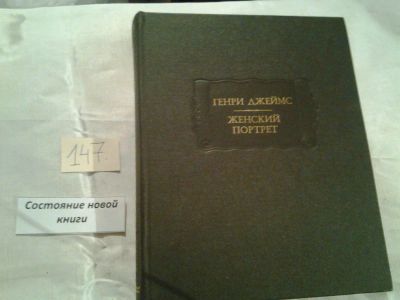 ГЕНРИ ДЖЕЙМС
ЖЕНСКИЙ
ПОРТРЕТ
147.
Состояние новой
книги